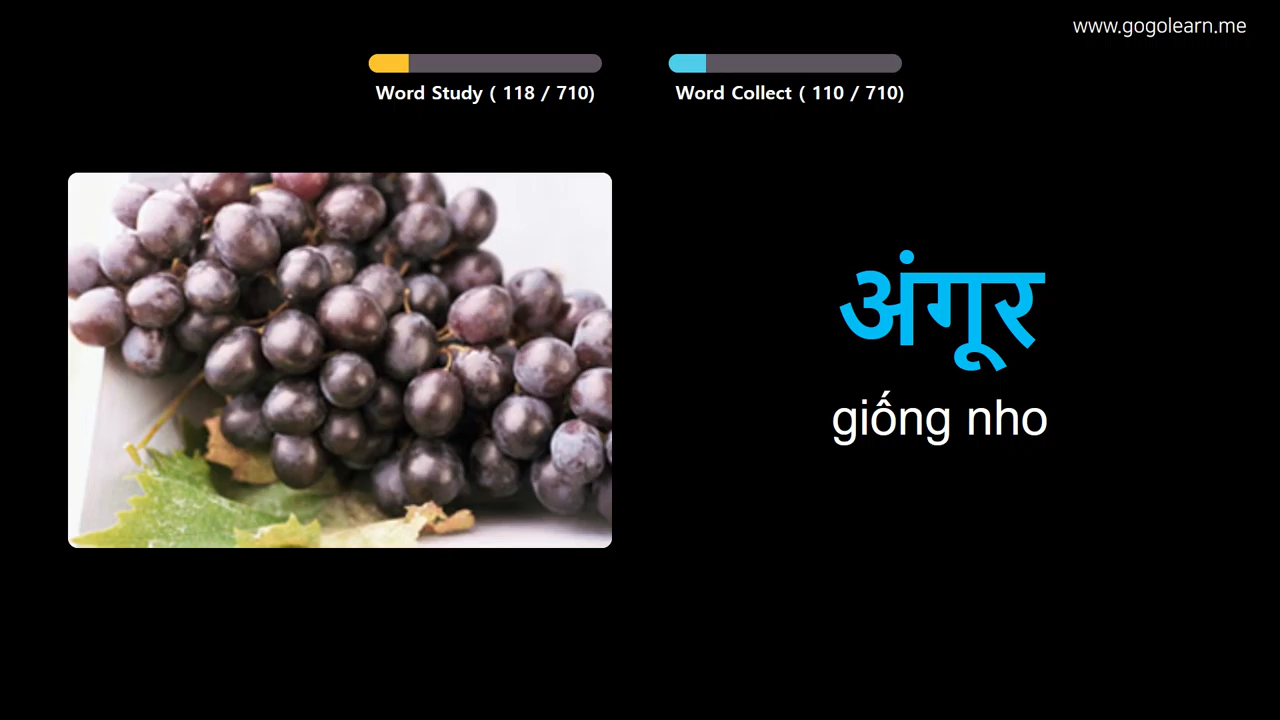 www.gogolearn.me
Word Study ( 118 / 710)
Word Collect ( 110 / 710)
अंगूर
giống nho